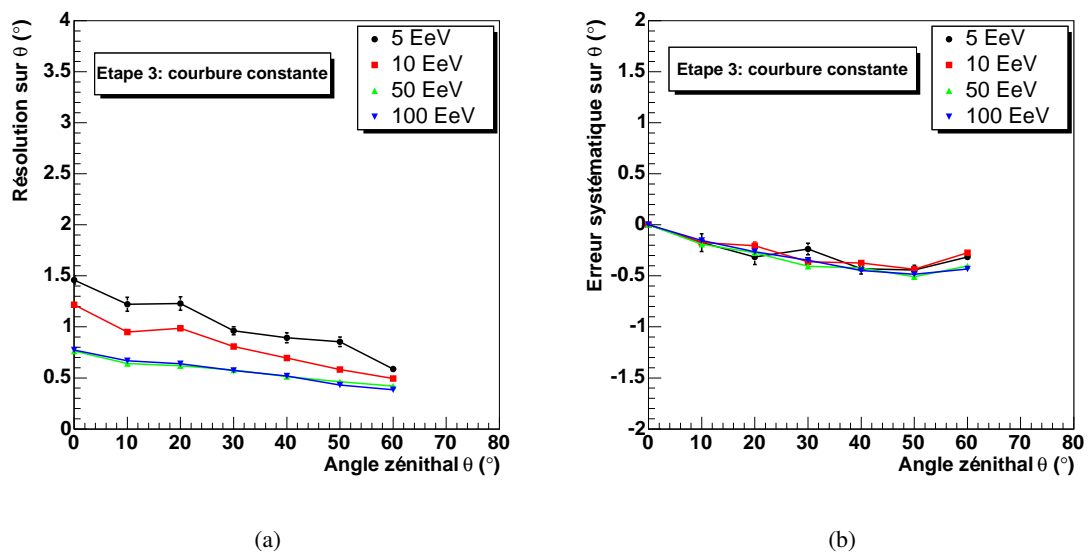 Résolution sur θ (°)
4
3.5
3
2.5
2
1.5
1
0.5
0
0 10 20 30 40 50 60 70 80
Angle zénithal θ (°)
Etape 3: courbure constante
5 EeV
10 EeV
50 EeV
100 EeV
(a)
Erreur systématique sur θ (°)
2
1.5
1
0.5
0
-0.5
-1
-1.5
-2
0 10 20 30 40 50 60 70 80
Angle zénithal θ (°)
Etape 3: courbure constante
5 EeV
10 EeV
50 EeV
100 EeV
(b)